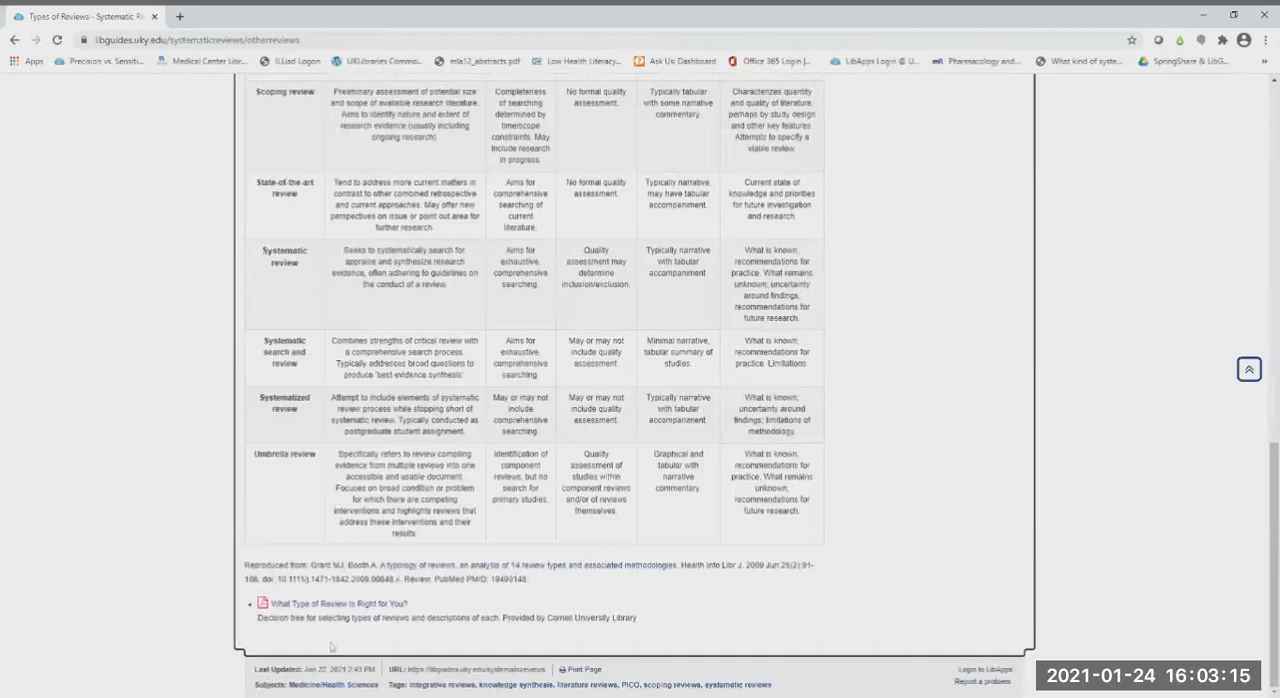 Types of Reviews - Systematic Re
libguides.uky.edu/systematicreviews/otherreviews
Apps Precision vs. Sensiti... Medical Center Libr... ILLiad Logon UKLibraries Commo... mla12_abstracts.pdf Low Health Literacy... Ask Us: Dashboard Office 365 Login |... LibApps Login @ U... Pharmacology and... What kind of syste... SpringShare & LibG...
Scoping review
Preliminary assessment of potential size
and scope of available research literature.
Aims to identify nature and extent of
research evidence (usually including
ongoing research)
Completeness
of searching
determined by
time/scope
constraints. May
include research
in progress.
No formal quality
assessment.
Typically tabular
with some narrative
commentary.
Characterizes quantity
and quality of literature,
perhaps by study design
and other key features
Attempts to specify a
viable review.
State-of-the-art
review
Tend to address more current matters in
contrast to other combined retrospective
and current approaches. May offer new
perspectives on issue or point out area for
further research.
Aims for
comprehensive
searching of
current
literature.
No formal quality
assessment.
Typically narrative,
may have tabular
accompaniment.
Current state of
knowledge and priorities
for future investigation
and research.
Systematic
review
Seeks to systematically search for,
appraise and synthesize research
evidence, often adhering to guidelines on
the conduct of a review.
Aims for
exhaustive,
comprehensive
searching.
Quality
assessment may
determine
inclusion/exclusion.
Typically narrative
with tabular
accompaniment
What is known,
recommendations for
practice. What remains
unknown; uncertainty
around findings,
recommendations for
future research.
Systematic
search and
review
Combines strengths of critical review with
a comprehensive search process.
Typically addresses broad questions to
produce 'best evidence synthesis'
Aims for
exhaustive,
comprehensive
searching.
May or may not
include quality
assessment
Minimal narrative,
tabular summary of
studies.
What is known,
recommendations for
practice. Limitations
Systematized
review
Attempt to include elements of systematic
review process while stopping short of
systematic review. Typically conducted as
postgraduate student assignment.
May or may not
include
comprehensive
searching.
May or may not
include quality
assessment.
Typically narrative
with tabular
accompaniment.
What is known,
uncertainty around
findings; limitations of
methodology.
Umbrella review
Specifically refers to review compiling
evidence from multiple reviews into one
accessible and usable document.
Focuses on broad condition or problem
for which there are competing
interventions and highlights reviews that
address these interventions and their
results
Identification of
component
reviews, but no
search for
primary studies.
Quality
assessment of
studies within
component reviews
and/or of reviews
themselves.
Graphical and
tabular with
narrative
commentary.
What is known,
recommendations for
practice. What remains
unknown,
recommendations for
future research.
Reproduced from: Grant MJ, Booth A. A typology of reviews: an analysis of 14 review types and associated methodologies. Health Info Libr J. 2009 Jun;26(2):91-
108. doi: 10.1111/j.1471-1842.2009.00848.x. Review. PubMed PMID: 19490148.
What Type of Review is Right for You?
Decision tree for selecting types of reviews and descriptions of each. Provided by Cornell University Library
Last Updated: Jan 22, 2021 2:43 PM URL: https://libguides.uky.edu/systematicreviews Print Page
Login to LibApps
Subjects: Medicine/Health Sciences Tags: integrative reviews, knowledge synthesis, literature reviews, PICO, scoping reviews, systematic reviews
Report a problem.
2021-01-24 16:03:15